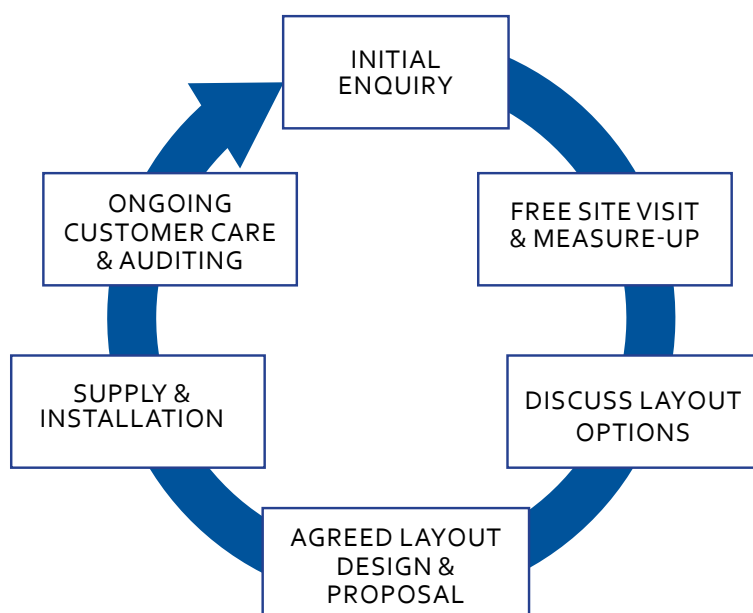 INITIAL
ENQUIRY
FREE SITE VISIT
& MEASURE-UP
DISCUSS LAYOUT
OPTIONS
AGREED LAYOUT
DESIGN &
PROPOSAL
SUPPLY &
INSTALLATION
ONGOING
CUSTOMER CARE
& AUDITING